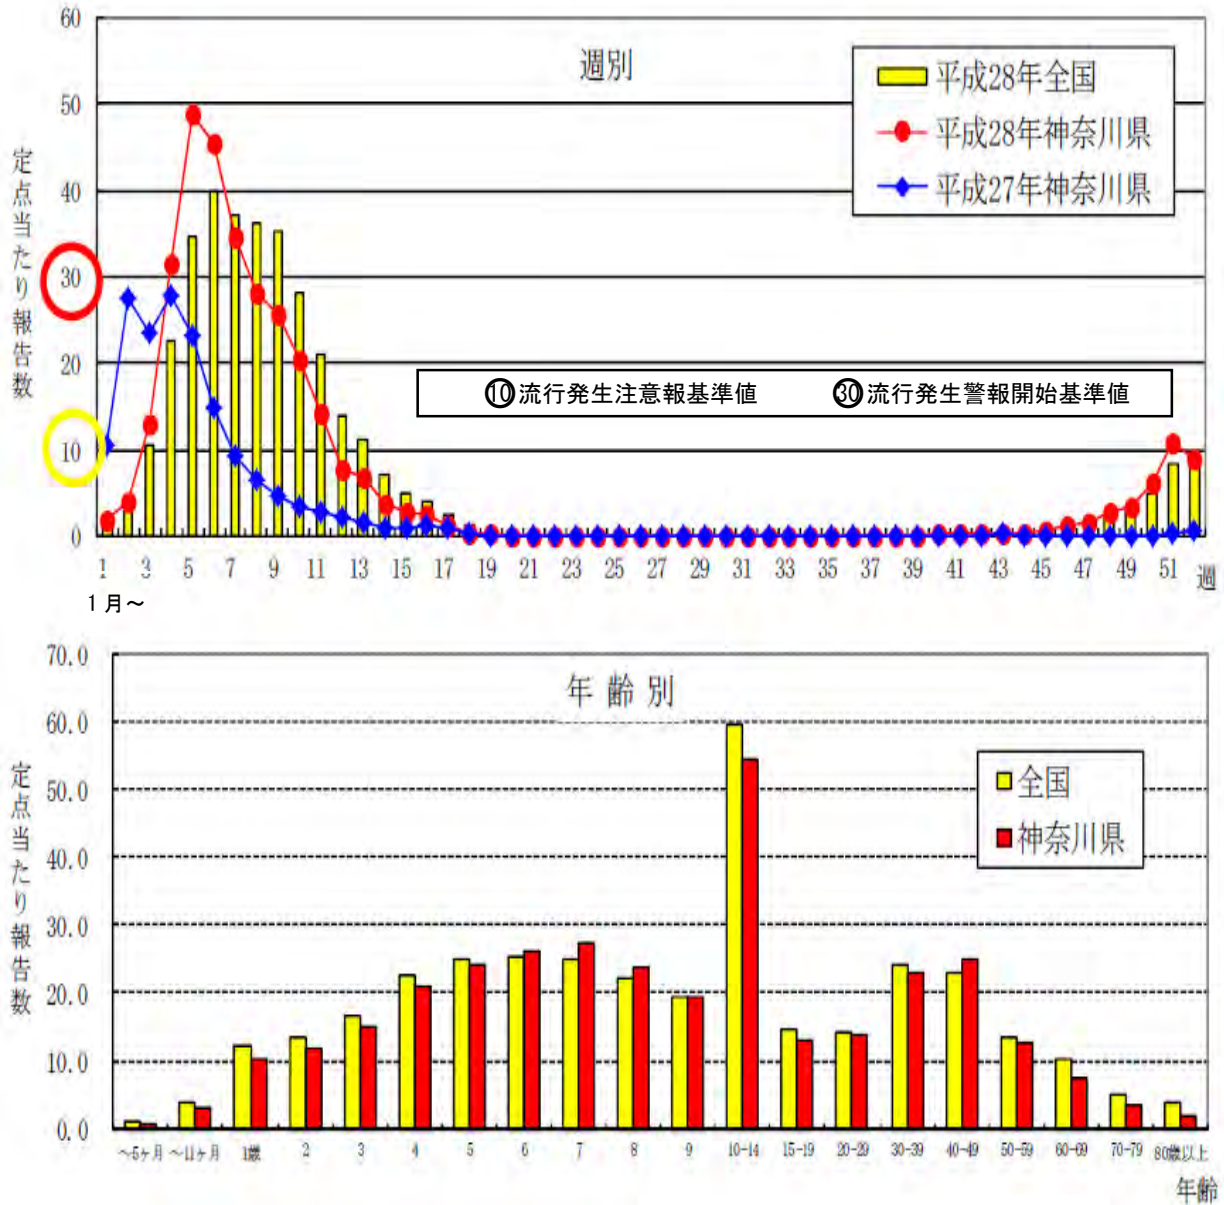 週別
平成28年全国
平成28年神奈川県
平成27年神奈川県
定点当たり報告数
60
50
40
30
20
10
0
⑩流行発生注意報基準値 ㉚流行発生警報開始基準値
1 3 5 7 9 11 13 15 17 19 21 23 25 27 29 31 33 35 37 39 41 43 45 47 49 51 週
1月～
年齢別
全国
神奈川県
定点当たり報告数
70.0
60.0
50.0
40.0
30.0
20.0
10.0
0.0
～5ヶ月 ～11ヶ月 1歳 2 3 4 5 6 7 8 9 10-14 15-19 20-29 30-39 40-49 50-59 60-69 70-79 80歳以上
年齢